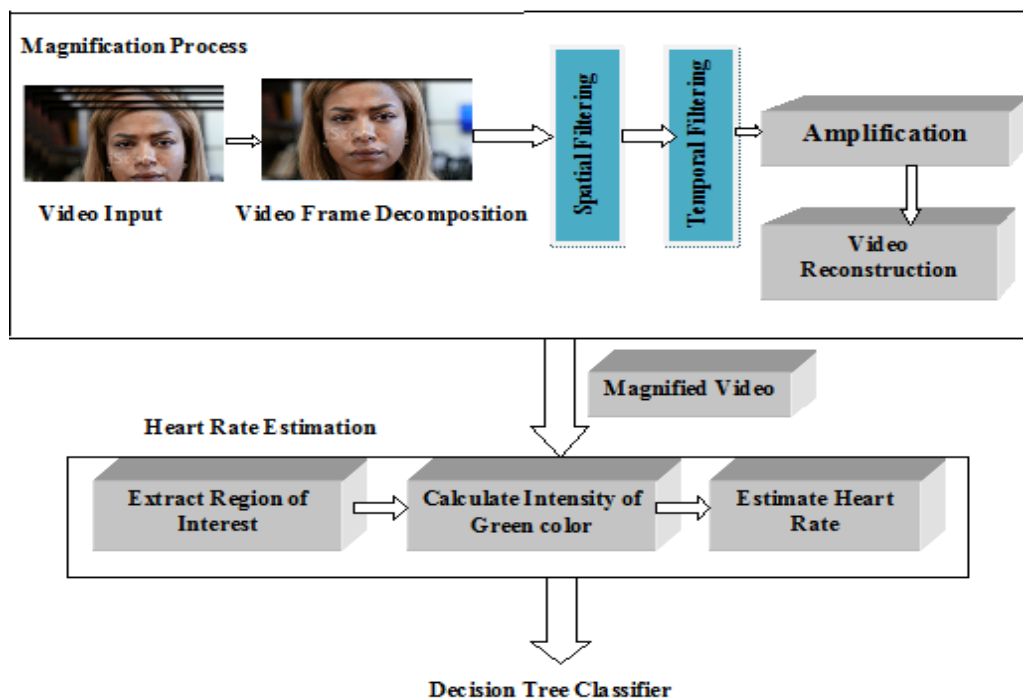 Magnification Process
Video Input
Video Frame Decomposition
Spatial Filtering
Temporal Filtering
Amplification
Video
Reconstruction
Magnified Video
Heart Rate Estimation
Extract Region of
Interest
Calculate Intensity of
Green color
Estimate Heart
Rate
Decision Tree Classifier